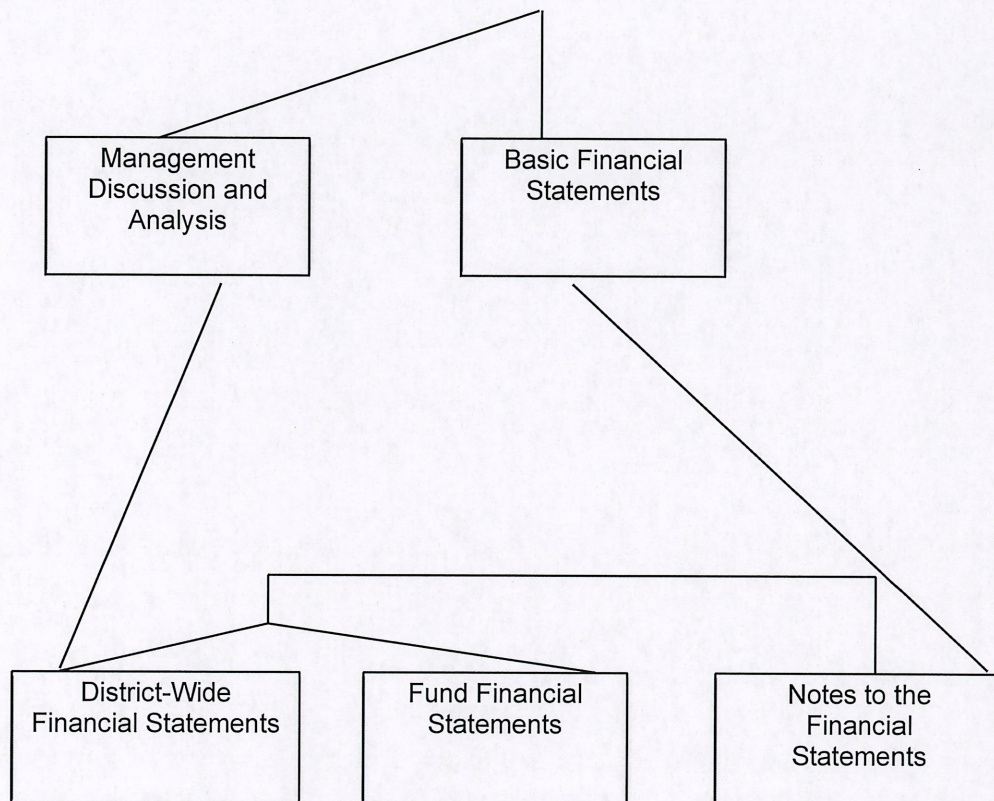 Management
Discussion and
Analysis
Basic Financial
Statements
District-Wide
Financial Statements
Fund Financial
Statements
Notes to the
Financial
Statements